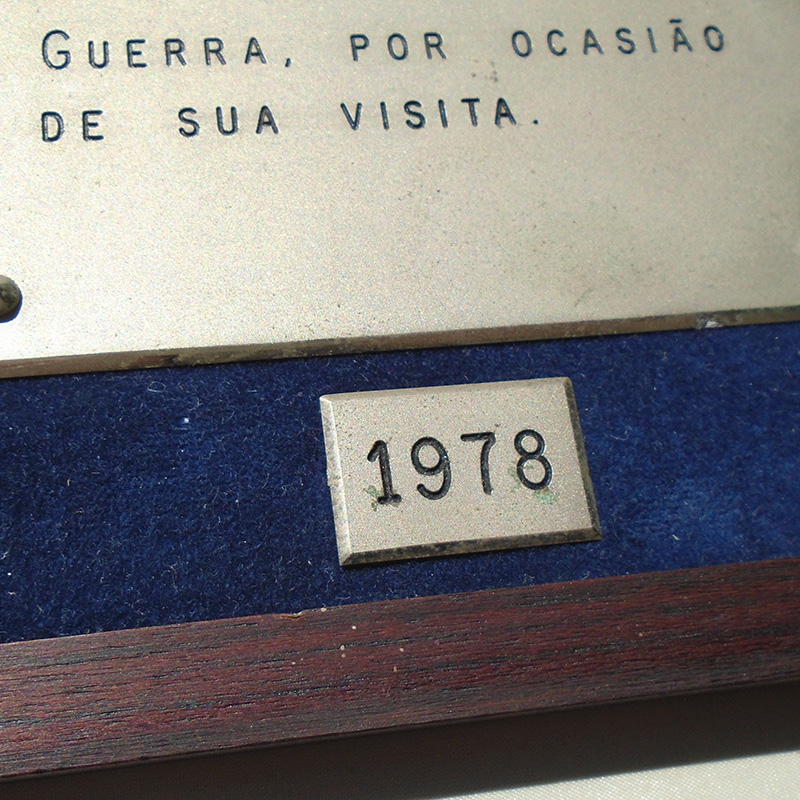 GUERRA, POR OCASIÃO
DE SUA VISITA.
1978